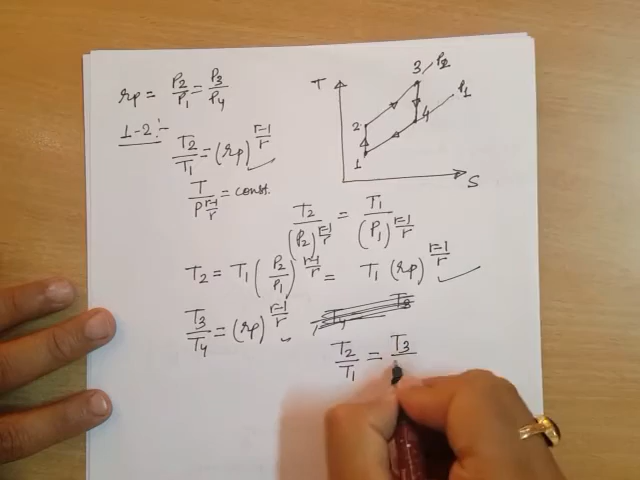 rp = P2/P1 = P3/P4
1-2:-
T2/T1 = (rp)^(r-1/r)
T/P^(r-1/r) = const.
T2/(P2)^(r-1/r) = T1/(P1)^(r-1/r)
T2 = T1 (P2/P1)^(r-1/r) = T1 (rp)^(r-1/r)
T3/T4 = (rp)^(r-1/r)
T2/T1 = T3
T
3
P2
P1
2
4
1
S